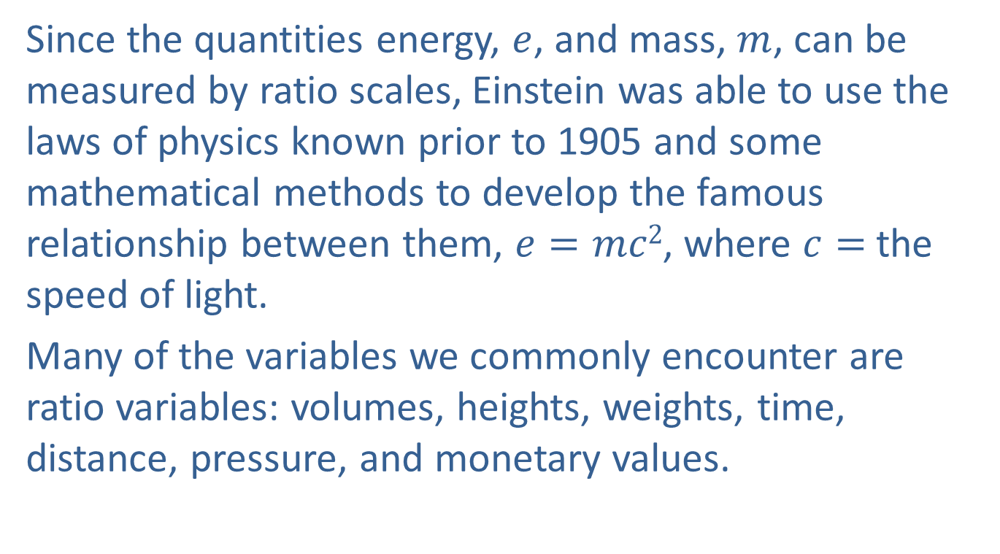 Since the quantities energy, 𝑒, and mass, 𝑚, can be
measured by ratio scales, Einstein was able to use the
laws of physics known prior to 1905 and some
mathematical methods to develop the famous
relationship between them, 𝑒 = 𝑚𝑐², where 𝑐 = the
speed of light.
Many of the variables we commonly encounter are
ratio variables: volumes, heights, weights, time,
distance, pressure, and monetary values.